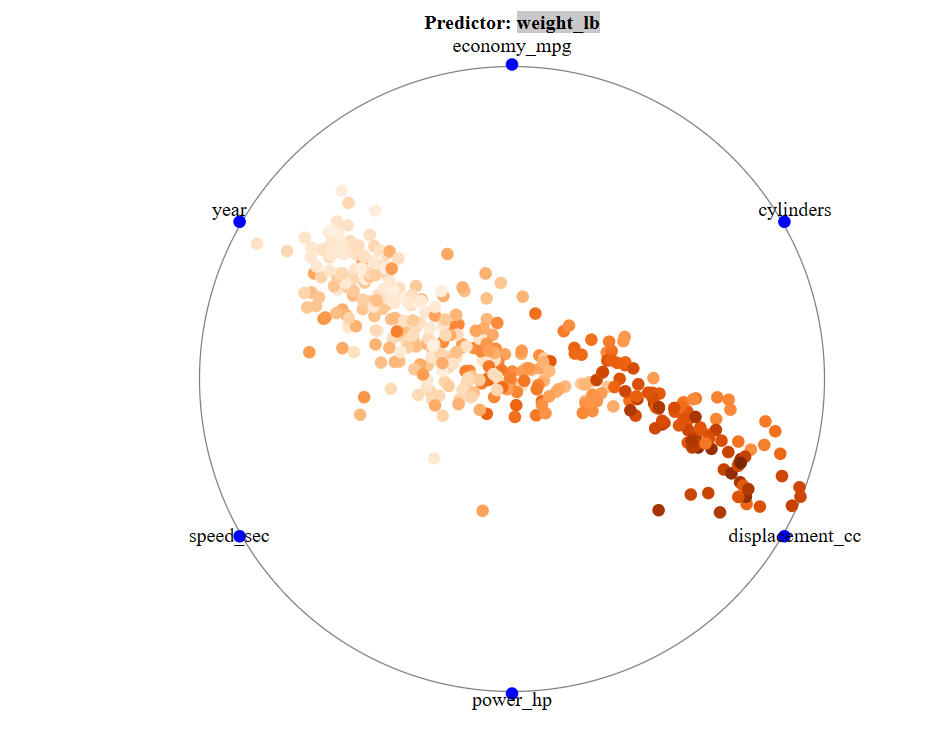 Predictor: weight_lb
economy_mpg
year
cylinders
speed_sec
displacement_cc
power_hp